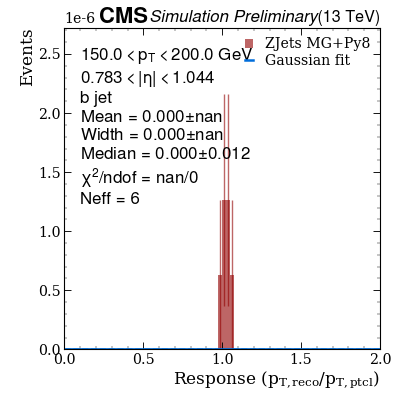 1e-6 CMS Simulation Preliminary (13 TeV)
150.0 < pT < 200.0 GeV
0.783 < |η| < 1.044
b jet
Mean = 0.000±nan
Width = 0.000±nan
Median = 0.000±0.012
χ²/ndof = nan/0
Neff = 6
ZJets MG+Py8
Gaussian fit
Events
2.5
2.0
1.5
1.0
0.5
0.0
0.0 0.5 1.0 1.5 2.0
Response (pT,reco/pT,ptcl)